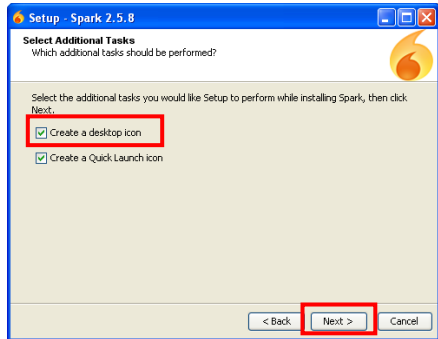 Setup - Spark 2.5.8
Select Additional Tasks
Which additional tasks should be performed?
Select the additional tasks you would like Setup to perform while installing Spark, then click
Next.
Create a desktop icon
Create a Quick Launch icon
< Back Next > Cancel